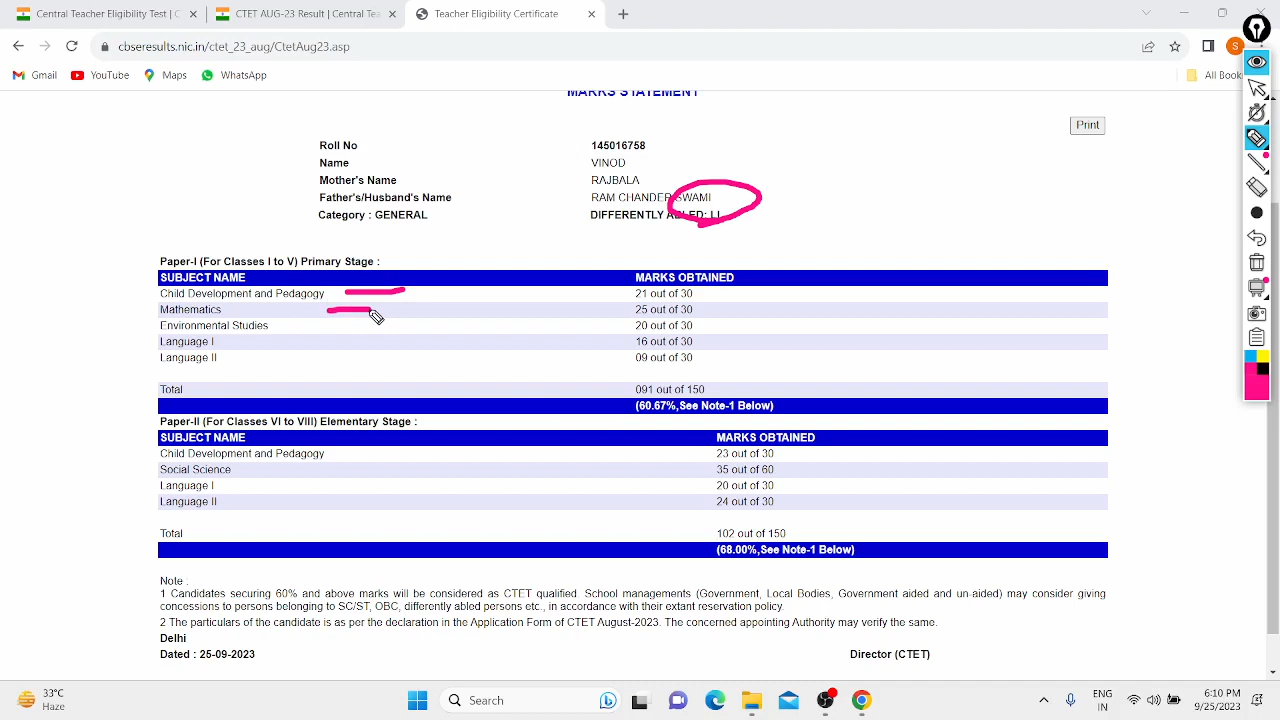 Central Teacher Eligibility Test | C
CTET AUG-23 Result | Central Tea
Teacher Eligibility Certificate
cbseresults.nic.in/ctet_23_aug/CtetAug23.asp
S
Gmail YouTube Maps WhatsApp All Book
MARKS STATEMENT
Print
Roll No 145016758
Name VINOD
Mother's Name RAJBALA
Father's/Husband's Name RAM CHANDER SWAMI
Category : GENERAL DIFFERENTLY ABLED: LI
Paper-I (For Classes I to V) Primary Stage :
SUBJECT NAME MARKS OBTAINED
Child Development and Pedagogy 21 out of 30
Mathematics 25 out of 30
Environmental Studies 20 out of 30
Language I 16 out of 30
Language II 09 out of 30
Total 091 out of 150
(60.67%,See Note-1 Below)
Paper-II (For Classes VI to VIII) Elementary Stage :
SUBJECT NAME MARKS OBTAINED
Child Development and Pedagogy 23 out of 30
Social Science 35 out of 60
Language I 20 out of 30
Language II 24 out of 30
Total 102 out of 150
(68.00%,See Note-1 Below)
Note :
1 Candidates securing 60% and above marks will be considered as CTET qualified. School managements (Government, Local Bodies, Government aided and un-aided) may consider giving
concessions to persons belonging to SC/ST, OBC, differently abled persons etc., in accordance with their extant reservation policy.
2 The particulars of the candidate is as per the declaration in the Application Form of CTET August-2023. The concerned appointing Authority may verify the same.
Delhi
Dated : 25-09-2023 Director (CTET)
33°C
Haze
Search
ENG
IN
6:10 PM
9/25/2023